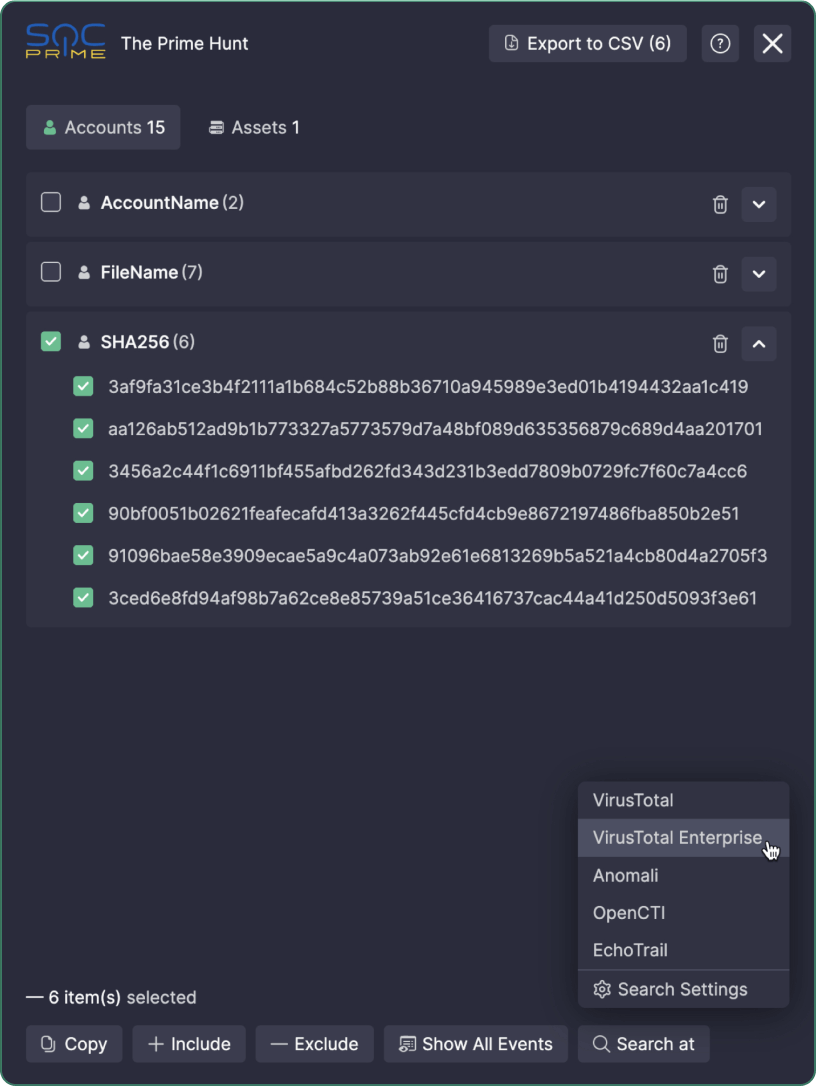 SOC
PRIME
The Prime Hunt
Export to CSV (6)
Accounts 15
Assets 1
AccountName (2)
FileName (7)
SHA256 (6)
3af9fa31ce3b4f2111a1b684c52b88b36710a945989e3ed01b4194432aa1c419
aa126ab512ad9b1b773327a5773579d7a48bf089d635356879c689d4aa201701
3456a2c44f1c6911bf455afbd262fd343d231b3edd7809b0729fc7f60c7a4cc6
90bf0051b02621feafecafd413a3262f445cfd4cb9e8672197486fba850b2e51
91096bae58e3909ecae5a9c4a073ab92e61e6813269b5a521a4cb80d4a2705f3
3ced6e8fd94af98b7a62ce8e85739a51ce36416737cac44a41d250d5093f3e61
VirusTotal
VirusTotal Enterprise
Anomali
OpenCTI
EchoTrail
Search Settings
— 6 item(s) selected
Copy
+ Include
— Exclude
Show All Events
Search at